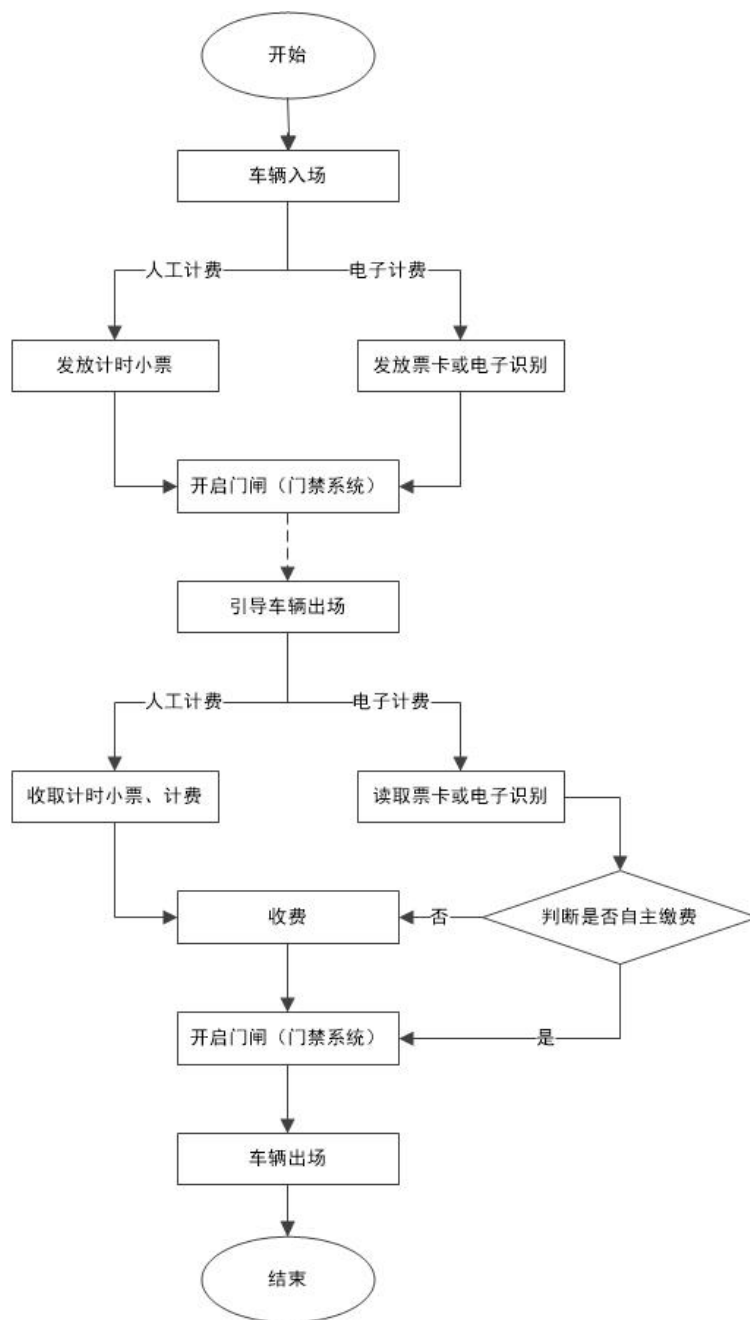 开始
车辆入场
人工计费
电子计费
发放计时小票
发放票卡或电子识别
开启门闸（门禁系统）
引导车辆出场
人工计费
电子计费
收取计时小票、计费
读取票卡或电子识别
收费
否
判断是否自主缴费
开启门闸（门禁系统）
是
车辆出场
结束